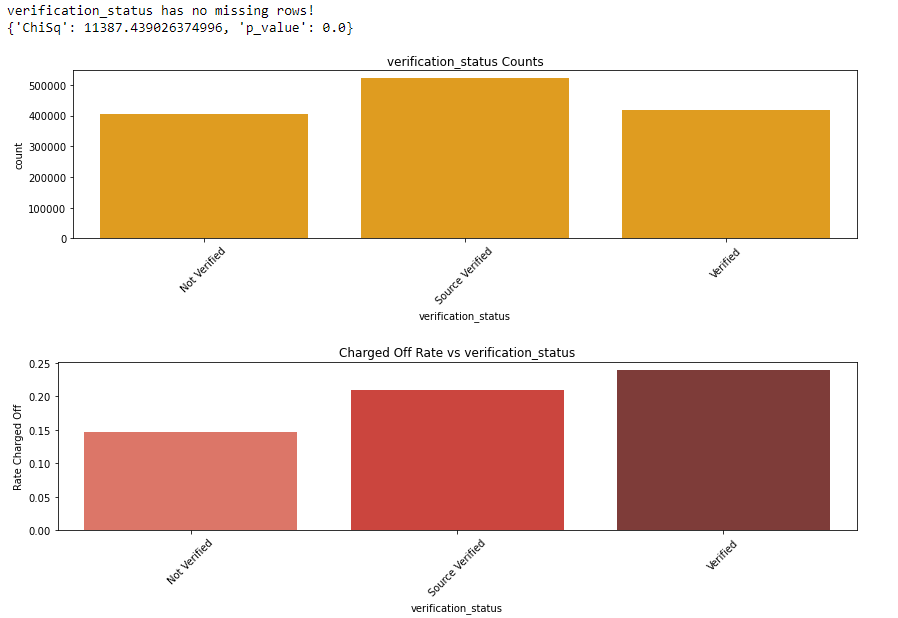 verification_status has no missing rows!
{'ChiSq': 11387.439026374996, 'p_value': 0.0}
verification_status Counts
500000
400000
300000
200000
100000
0
count
Not Verified
Source Verified
Verified
verification_status
Charged Off Rate vs verification_status
0.25
0.20
0.15
0.10
0.05
0.00
Rate Charged Off
Not Verified
Source Verified
Verified
verification_status